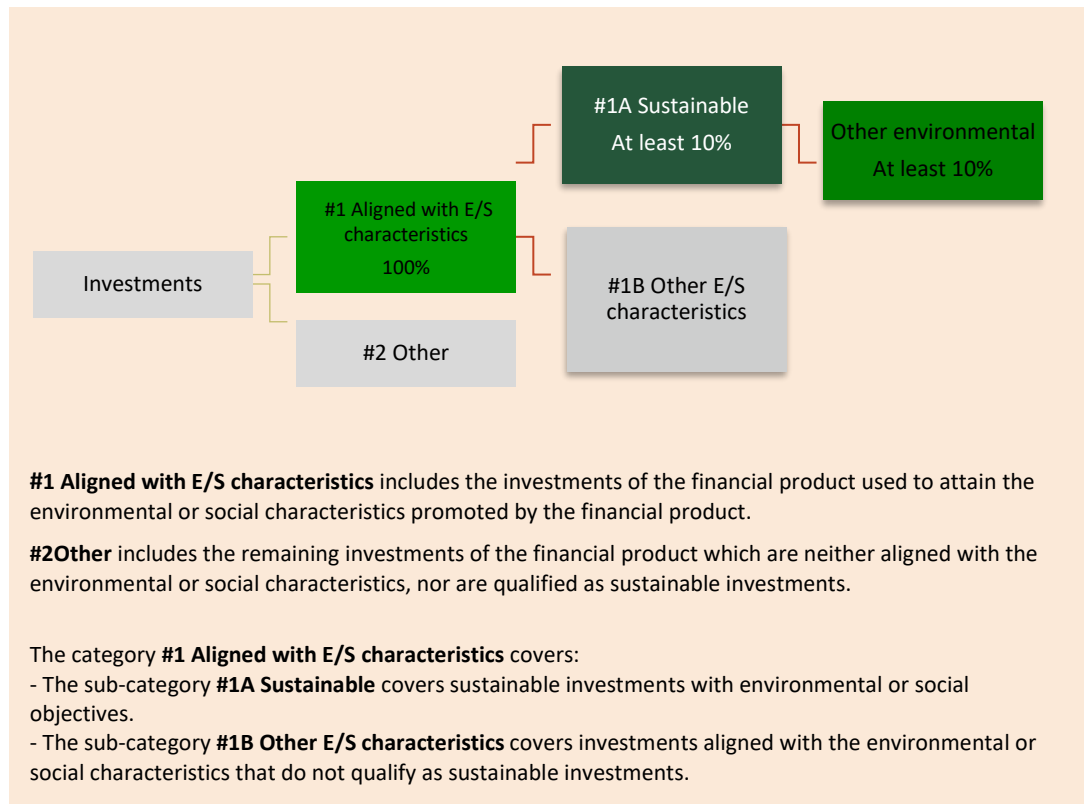 #1A Sustainable
At least 10%
Other environmental
At least 10%
#1 Aligned with E/S
characteristics
100%
Investments
#1B Other E/S
characteristics
#2 Other
#1 Aligned with E/S characteristics includes the investments of the financial product used to attain the
environmental or social characteristics promoted by the financial product.
#2Other includes the remaining investments of the financial product which are neither aligned with the
environmental or social characteristics, nor are qualified as sustainable investments.
The category #1 Aligned with E/S characteristics covers:
- The sub-category #1A Sustainable covers sustainable investments with environmental or social
objectives.
- The sub-category #1B Other E/S characteristics covers investments aligned with the environmental or
social characteristics that do not qualify as sustainable investments.